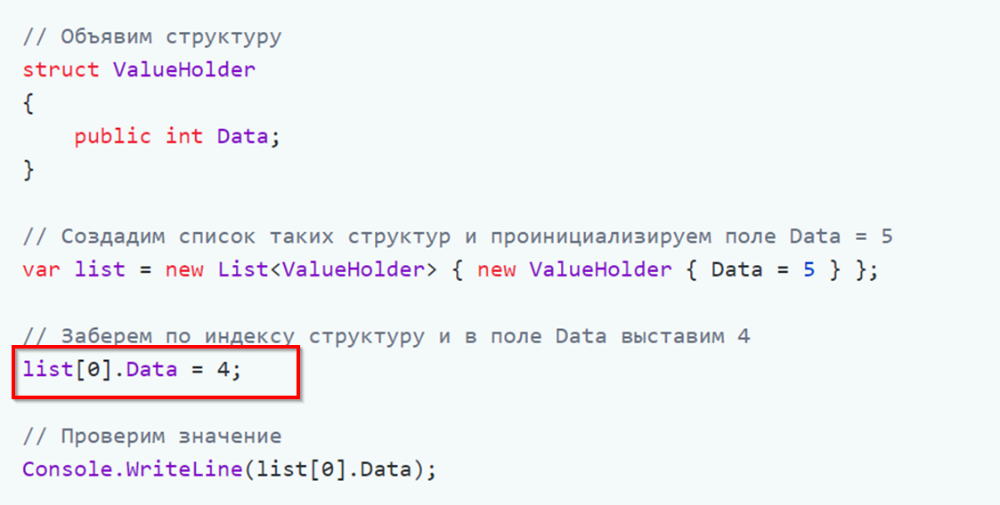 // Объявим структуру
struct ValueHolder
{
    public int Data;
}
// Создадим список таких структур и проинициализируем поле Data = 5
var list = new List<ValueHolder> { new ValueHolder { Data = 5 } };
// Заберем по индексу структуру и в поле Data выставим 4
list[0].Data = 4;
// Проверим значение
Console.WriteLine(list[0].Data);